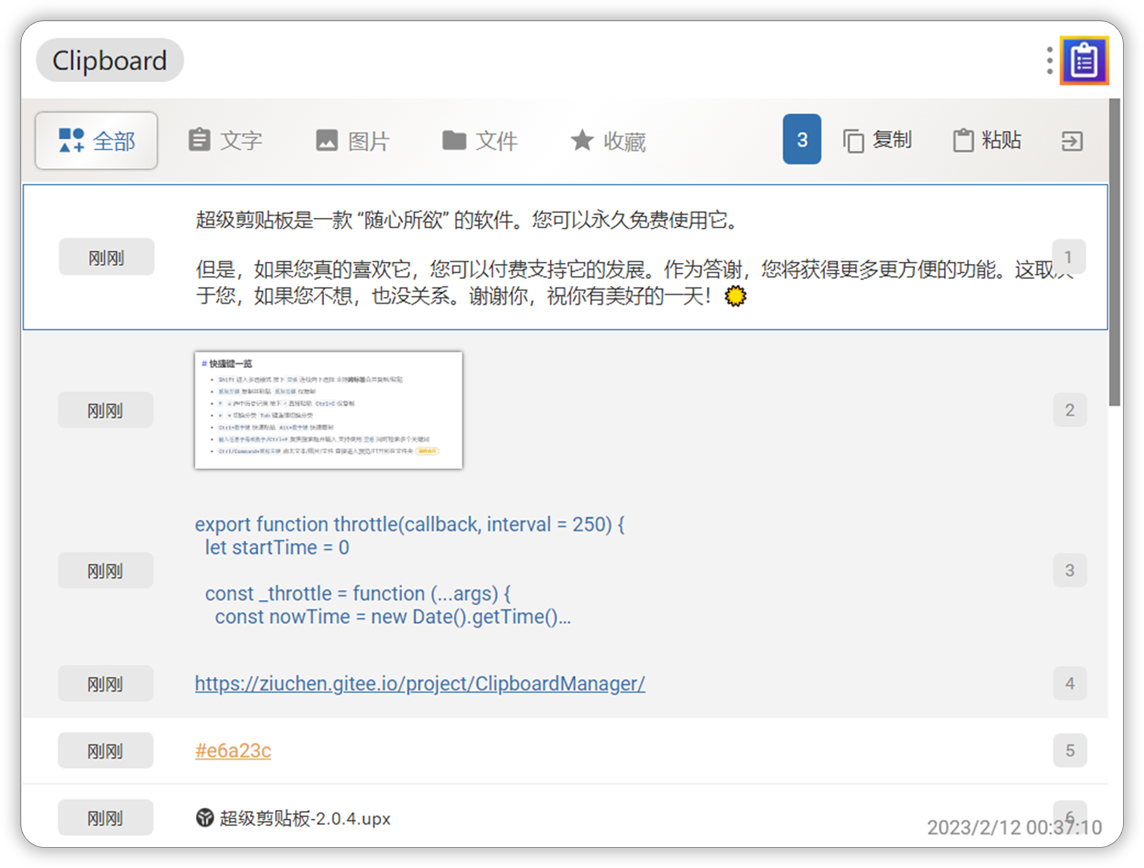 Clipboard
全部 文字 图片 文件 收藏 3 复制 粘贴
刚刚
超级剪贴板是一款 “随心所欲” 的软件。您可以永久免费使用它。
但是，如果您真的喜欢它，您可以付费支持它的发展。作为答谢，您将获得更多更方便的功能。这取决
于您，如果您不想，也没关系。谢谢你，祝你有美好的一天！
1
刚刚
# 快捷键一览
2
刚刚
export function throttle(callback, interval = 250) {
let startTime = 0
const _throttle = function (...args) {
const nowTime = new Date().getTime()...
3
刚刚
https://ziuchen.gitee.io/project/ClipboardManager/
4
刚刚
#e6a23c
5
刚刚
超级剪贴板-2.0.4.upx
6
2023/2/12 00:37:10